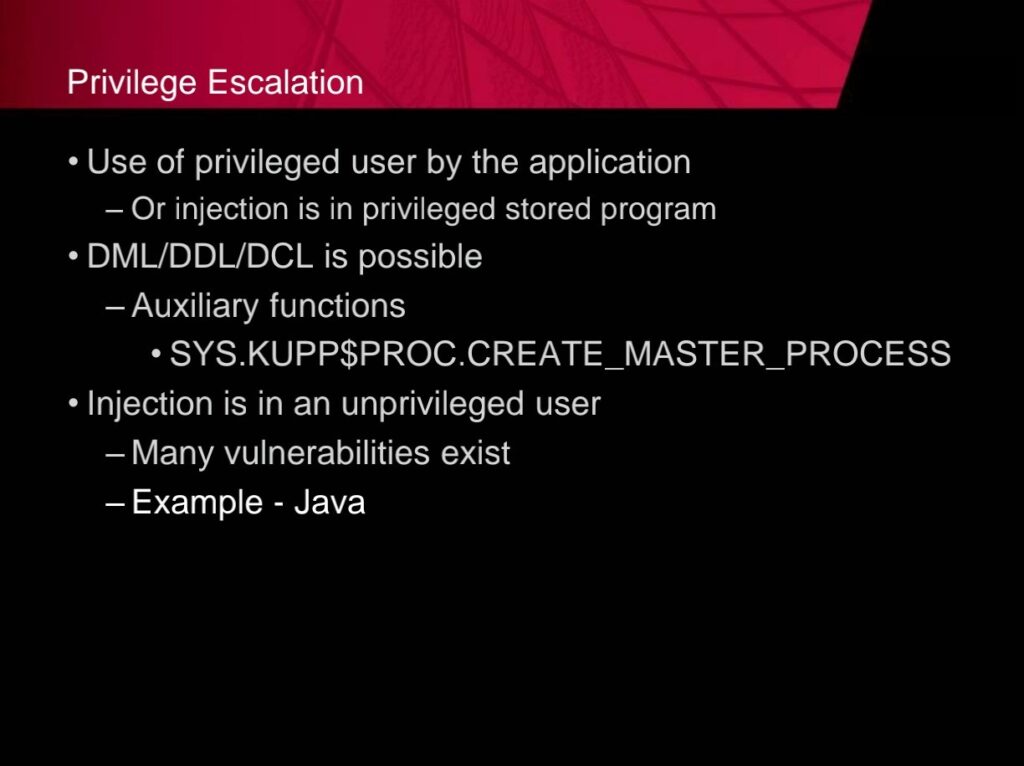 Privilege Escalation
• Use of privileged user by the application
– Or injection is in privileged stored program
• DML/DDL/DCL is possible
– Auxiliary functions
• SYS.KUPP$PROC.CREATE_MASTER_PROCESS
• Injection is in an unprivileged user
– Many vulnerabilities exist
– Example - Java